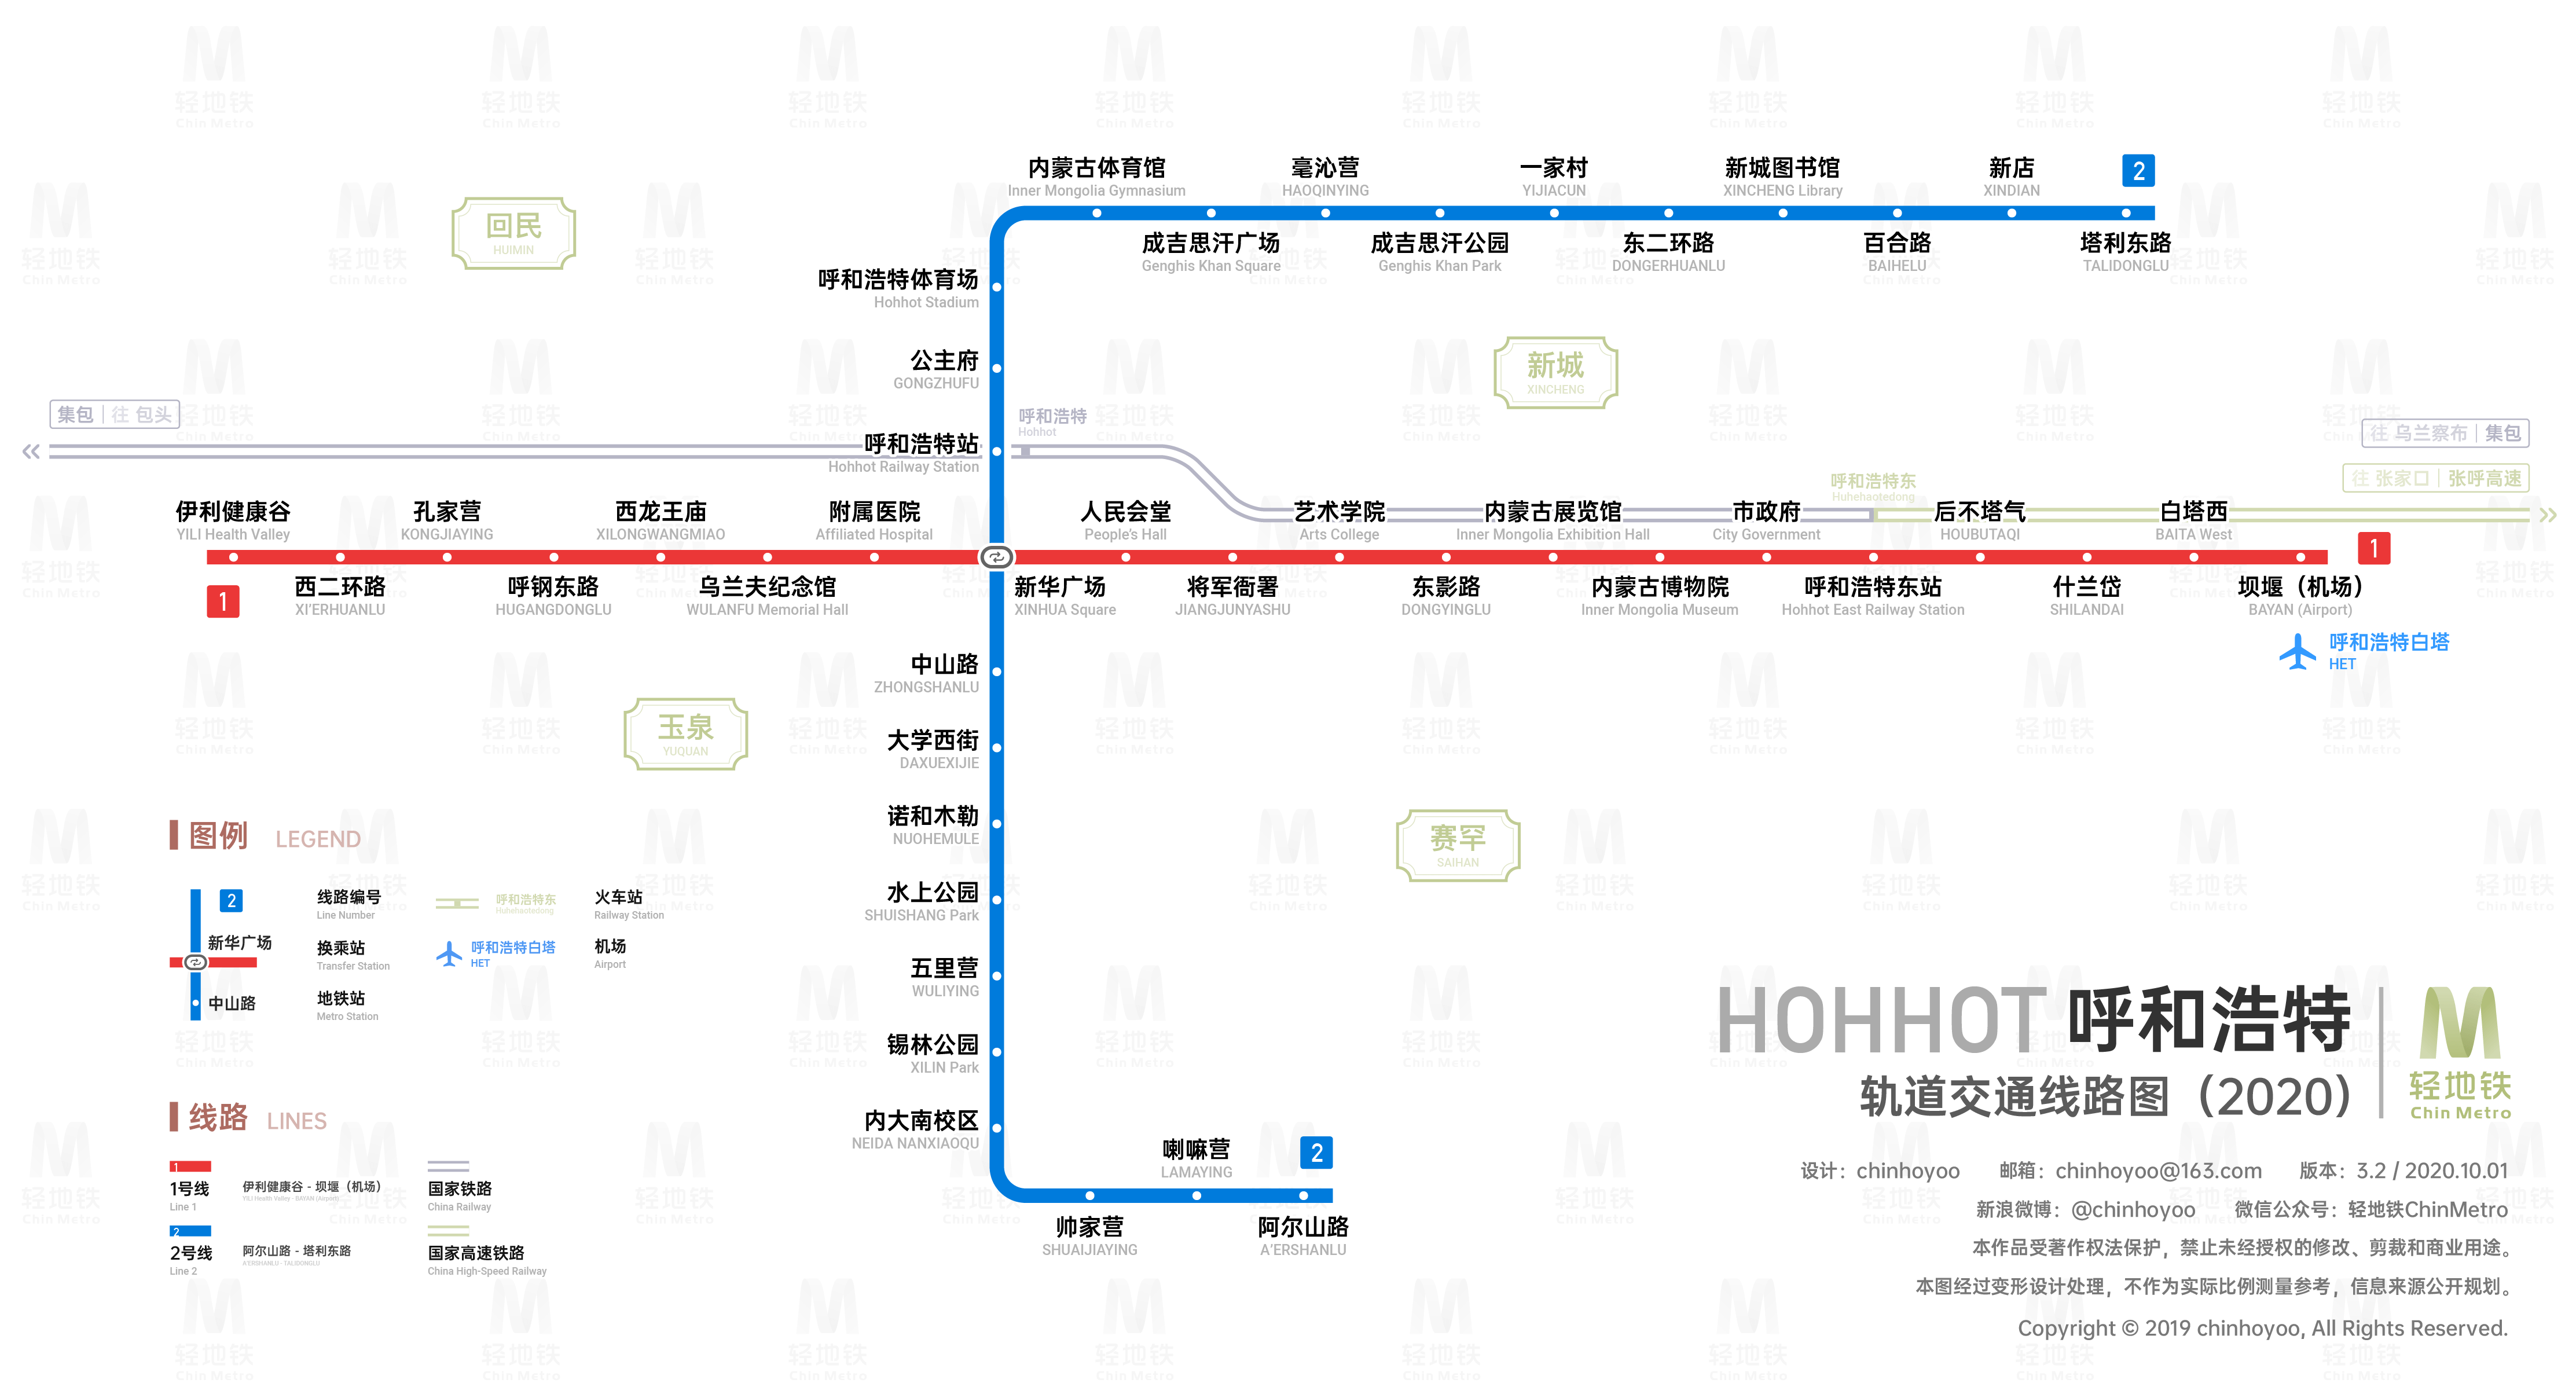 内蒙古体育馆
Inner Mongolia Gymnasium
毫沁营
HAOQINYING
一家村
YIJIACUN
新城图书馆
XINCHENG Library
新店
XINDIAN
2
成吉思汗广场
Genghis Khan Square
成吉思汗公园
Genghis Khan Park
东二环路
DONGERHUANLU
百合路
BAIHELU
塔利东路
TALIDONGLU
回民
HUIMIN
呼和浩特体育场
Hohhot Stadium
公主府
GONGZHUFU
新城
XINCHENG
集包 | 往 包头
呼和浩特
Hohhot
呼和浩特站
Hohhot Railway Station
往 乌兰察布 | 集包
往 张家口 | 张呼高速
呼和浩特东
Huhehaotedong
伊利健康谷
YILI Health Valley
孔家营
KONGJIAYING
西龙王庙
XILONGWANGMIAO
附属医院
Affiliated Hospital
人民会堂
People's Hall
艺术学院
Arts College
内蒙古展览馆
Inner Mongolia Exhibition Hall
市政府
City Government
后不塔气
HOUBUTAQI
白塔西
BAITA West
1
1
西二环路
XI'ERHUANLU
呼钢东路
HUGANGDONGLU
乌兰夫纪念馆
WULANFU Memorial Hall
新华广场
XINHUA Square
将军衙署
JIANGJUNYASHU
东影路
DONGYINGLU
内蒙古博物院
Inner Mongolia Museum
呼和浩特东站
Hohhot East Railway Station
什兰岱
SHILANDAI
坝堰（机场）
BAYAN (Airport)
呼和浩特白塔
HET
中山路
ZHONGSHANLU
大学西街
DAXUEXIJIE
诺和木勒
NUOHEMULE
水上公园
SHUISHANG Park
五里营
WULIYING
锡林公园
XILIN Park
内大南校区
NEIDA NANXIAOQU
喇嘛营
LAMAYING
2
帅家营
SHUAIJIAYING
阿尔山路
A'ERSHANLU
玉泉
YUQUAN
赛罕
SAIHAN
图例 LEGEND
2
新华广场
中山路
线路编号
Line Number
换乘站
Transfer Station
地铁站
Metro Station
呼和浩特东
Huhehaotedong
火车站
Railway Station
呼和浩特白塔
HET
机场
Airport
线路 LINES
1
1号线
Line 1
伊利健康谷 - 坝堰（机场）
YILI Health Valley - BAYAN (Airport)
国家铁路
China Railway
2
2号线
Line 2
阿尔山路 - 塔利东路
A'ERSHANLU - TALIDONGLU
国家高速铁路
China High-Speed Railway
HOHHOT 呼和浩特
轨道交通线路图（2020）
轻地铁
Chin Metro
设计：chinhoyoo 邮箱：chinhoyoo@163.com 版本：3.2 / 2020.10.01
新浪微博：@chinhoyoo 微信公众号：轻地铁ChinMetro
本作品受著作权法保护，禁止未经授权的修改、剪裁和商业用途。
本图经过变形设计处理，不作为实际比例测量参考，信息来源公开规划。
Copyright © 2019 chinhoyoo, All Rights Reserved.